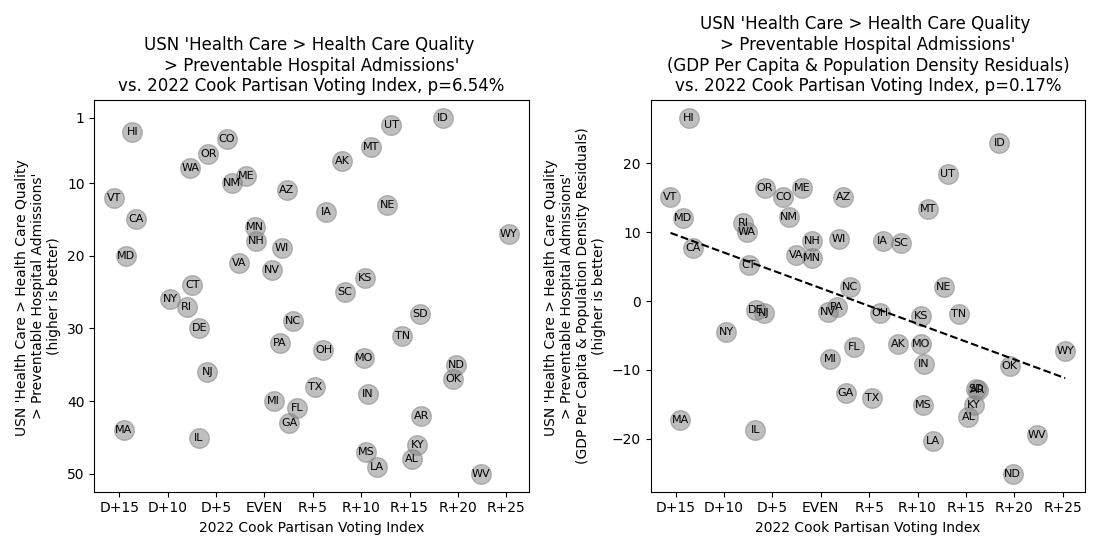 USN 'Health Care > Health Care Quality
> Preventable Hospital Admissions'
vs. 2022 Cook Partisan Voting Index, p=6.54%
USN 'Health Care > Health Care Quality
> Preventable Hospital Admissions'
(higher is better)
1
10
20
30
40
50
HI
CO
UT
ID
OR
MT
WA
AK
NM
ME
AZ
VT
NE
CA
IA
MN
WY
NH
WI
MD
VA
NV
KS
CT
SC
NY
RI
SD
NC
DE
TN
PA
OH
MO
ND
NJ
OK
TX
IN
MI
FL
AR
GA
MA
IL
KY
MS
AL
LA
WV
D+15 D+10 D+5 EVEN R+5 R+10 R+15 R+20 R+25
2022 Cook Partisan Voting Index
USN 'Health Care > Health Care Quality
> Preventable Hospital Admissions'
(GDP Per Capita & Population Density Residuals)
vs. 2022 Cook Partisan Voting Index, p=0.17%
USN 'Health Care > Health Care Quality
> Preventable Hospital Admissions'
(GDP Per Capita & Population Density Residuals)
(higher is better)
20
10
0
−10
−20
HI
ID
UT
OR
ME
VT
CO
AZ
MT
MD
NM
RI
WA
WI
NH
IA
SC
CA
VA
MN
CT
NC
NE
PA
DE
NJ
NV
OH
KS
TN
NY
AK
MO
FL
WY
MI
IN
OK
SD
AR
GA
TX
MS
KY
AL
MA
IL
WV
LA
ND
D+15 D+10 D+5 EVEN R+5 R+10 R+15 R+20 R+25
2022 Cook Partisan Voting Index